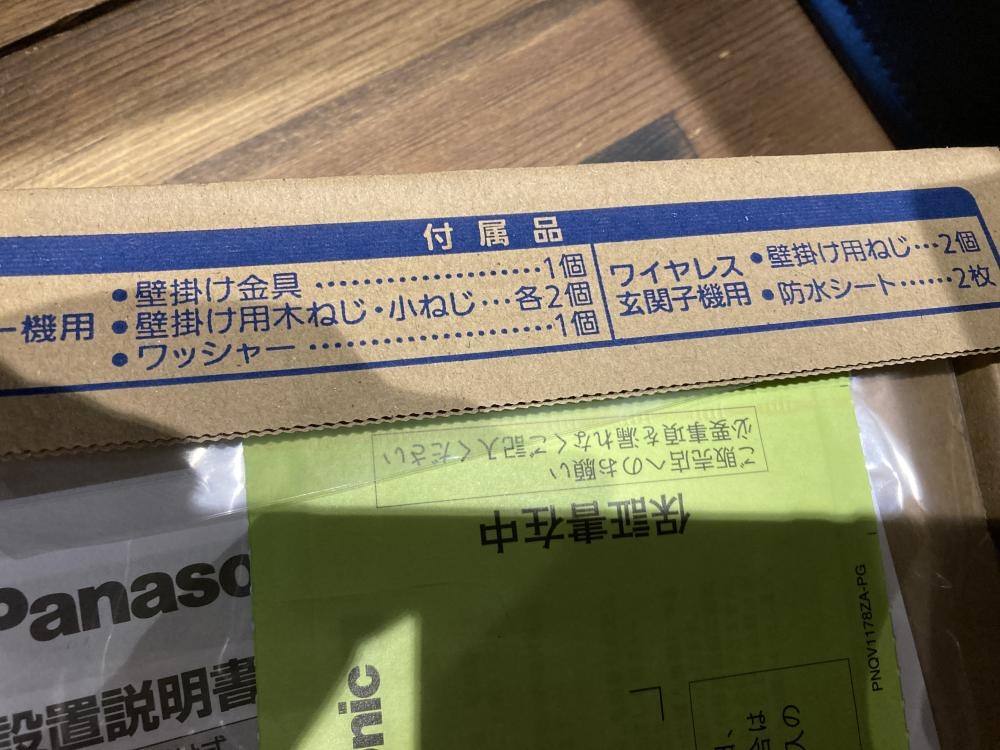 付属品
・壁掛け金具…………………1個
ー機用 ・壁掛け用木ねじ・小ねじ…各2個
・ワッシャー…………………1個
ワイヤレス
玄関子機用
・壁掛け用ねじ…2個
・防水シート……2枚
ご販売店へのお願い
必要事項を漏れなくご記入ください
保証書在中
Panaso
設置説明書
nic
PNQV1178ZA-PG